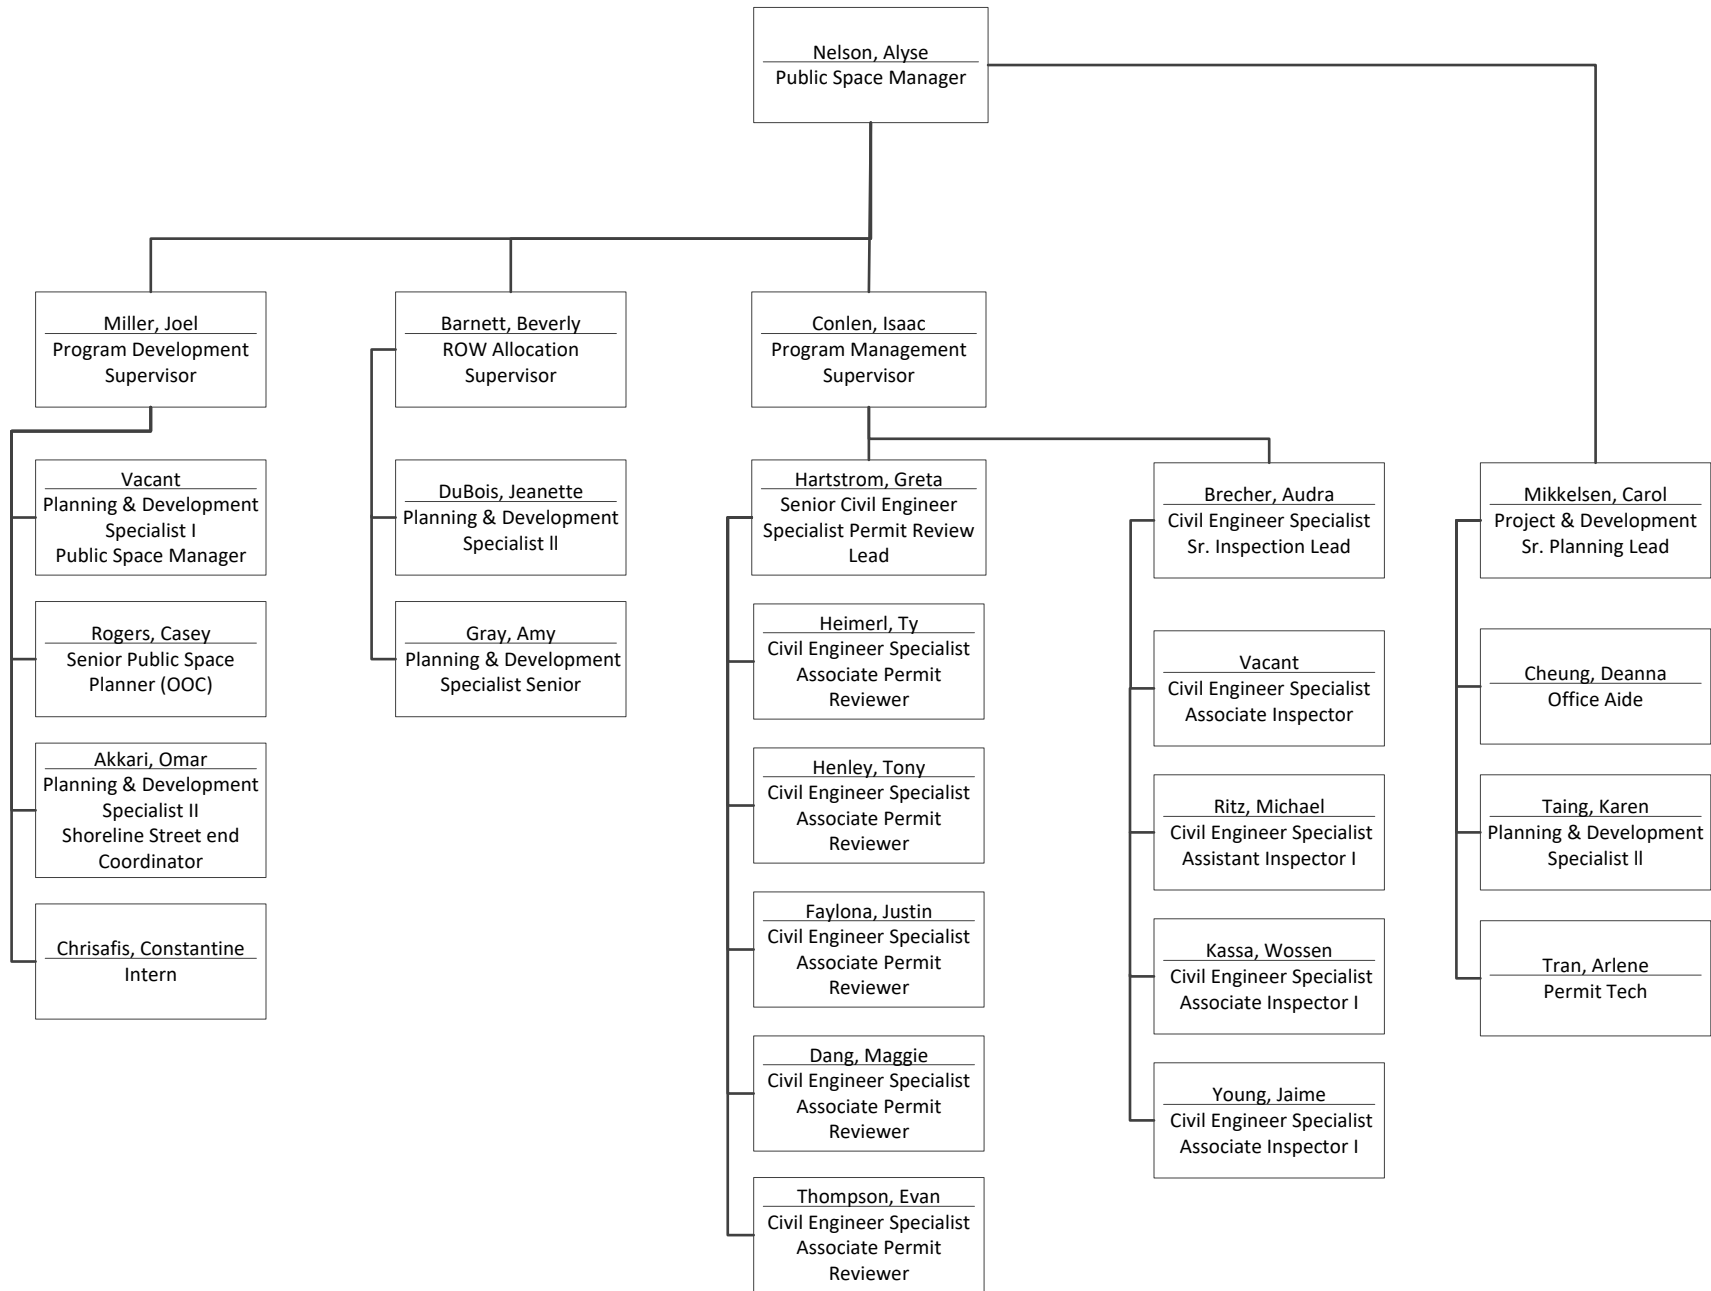 Nelson, Alyse
Public Space Manager
Miller, Joel
Program Development
Supervisor
Barnett, Beverly
ROW Allocation
Supervisor
Conlen, Isaac
Program Management
Supervisor
Vacant
Planning & Development
Specialist I
Public Space Manager
Rogers, Casey
Senior Public Space
Planner (OOC)
Akkari, Omar
Planning & Development
Specialist II
Shoreline Street end
Coordinator
Chrisafis, Constantine
Intern
DuBois, Jeanette
Planning & Development
Specialist ll
Gray, Amy
Planning & Development
Specialist Senior
Hartstrom, Greta
Senior Civil Engineer
Specialist Permit Review
Lead
Heimerl, Ty
Civil Engineer Specialist
Associate Permit
Reviewer
Henley, Tony
Civil Engineer Specialist
Associate Permit
Reviewer
Faylona, Justin
Civil Engineer Specialist
Associate Permit
Reviewer
Dang, Maggie
Civil Engineer Specialist
Associate Permit
Reviewer
Thompson, Evan
Civil Engineer Specialist
Associate Permit
Reviewer
Brecher, Audra
Civil Engineer Specialist
Sr. Inspection Lead
Vacant
Civil Engineer Specialist
Associate Inspector
Ritz, Michael
Civil Engineer Specialist
Assistant Inspector I
Kassa, Wossen
Civil Engineer Specialist
Associate Inspector I
Young, Jaime
Civil Engineer Specialist
Associate Inspector I
Mikkelsen, Carol
Project & Development
Sr. Planning Lead
Cheung, Deanna
Office Aide
Taing, Karen
Planning & Development
Specialist ll
Tran, Arlene
Permit Tech